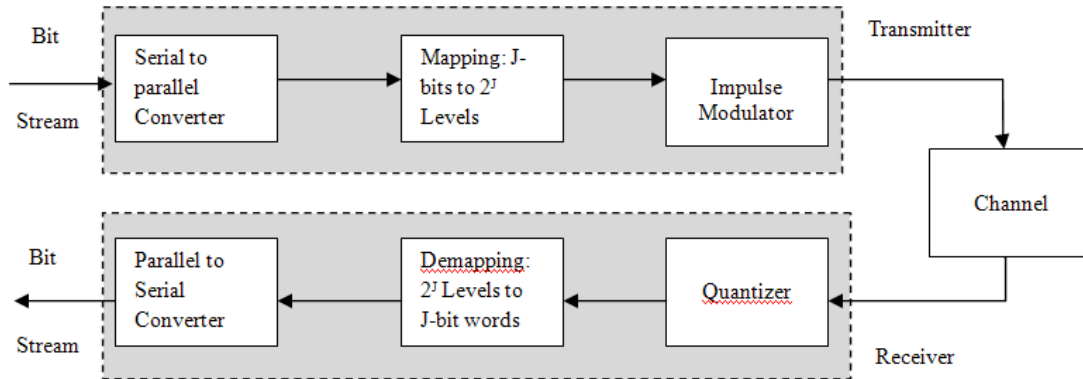 Bit
Stream
Serial to
parallel
Converter
Mapping: J-
bits to 2ᴶ
Levels
Impulse
Modulator
Transmitter
Channel
Bit
Stream
Parallel to
Serial
Converter
Demapping:
2ᴶ Levels to
J-bit words
Quantizer
Receiver